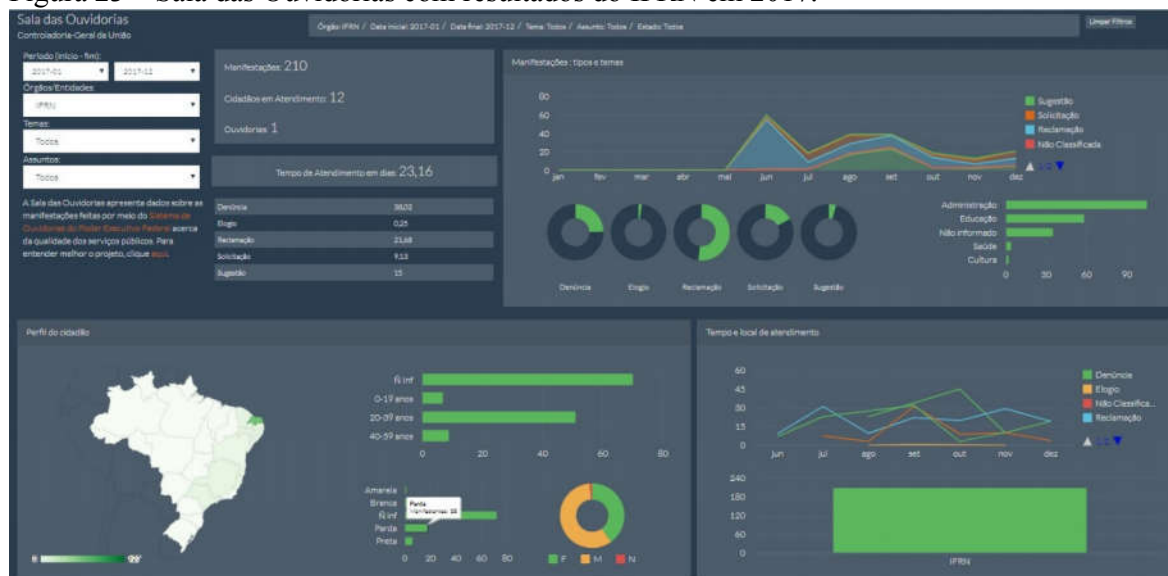 Figura 25 – Sala das Ouvidorias com resultados do IFRN em 2017.
Sala das Ouvidorias
Controladoria-Geral da União
Órgão: IFRN / Data inicial: 2017-01 / Data final: 2017-12 / Tema: Todos / Assunto: Todos / Estado: Todos
Limpar Filtros
Período (início - fim):
2017-01
2017-12
Órgãos/Entidades
IFRN
Temas:
Todos
Assuntos:
Todos
A Sala das Ouvidorias apresenta dados sobre as
manifestações feitas por meio do Sistema de
Ouvidorias do Poder Executivo Federal acerca
da qualidade dos serviços públicos. Para
entender melhor o projeto, clique aqui.
Manifestações: 210
Cidadãos em Atendimento: 12
Ouvidorias: 1
Tempo de Atendimento em dias: 23,16
Denúncia 38,02
Elogio 0,25
Reclamação 21,68
Solicitação 9,13
Sugestão 15
Manifestações : tipos e temas
80
60
40
20
0
jan fev mar abr mai jun jul ago set out nov dez
Sugestão
Solicitação
Reclamação
Não Classificada
1/2
Denúncia Elogio Reclamação Solicitação Sugestão
Administração
Educação
Não informado
Saúde
Cultura
0 30 60 90
Perfil do cidadão
0
Ñ inf
0-19 anos
20-39 anos
40-59 anos
0 20 40 60 80
Amarela
Branca
Ñ inf
Parda
Preta
Parda
0 20 40 60 80
F M N
Tempo e local de atendimento
60
45
30
15
0
jun jul ago set out nov dez
Denúncia
Elogio
Não Classifica...
Reclamação
1/2
240
180
120
60
0
IFRN